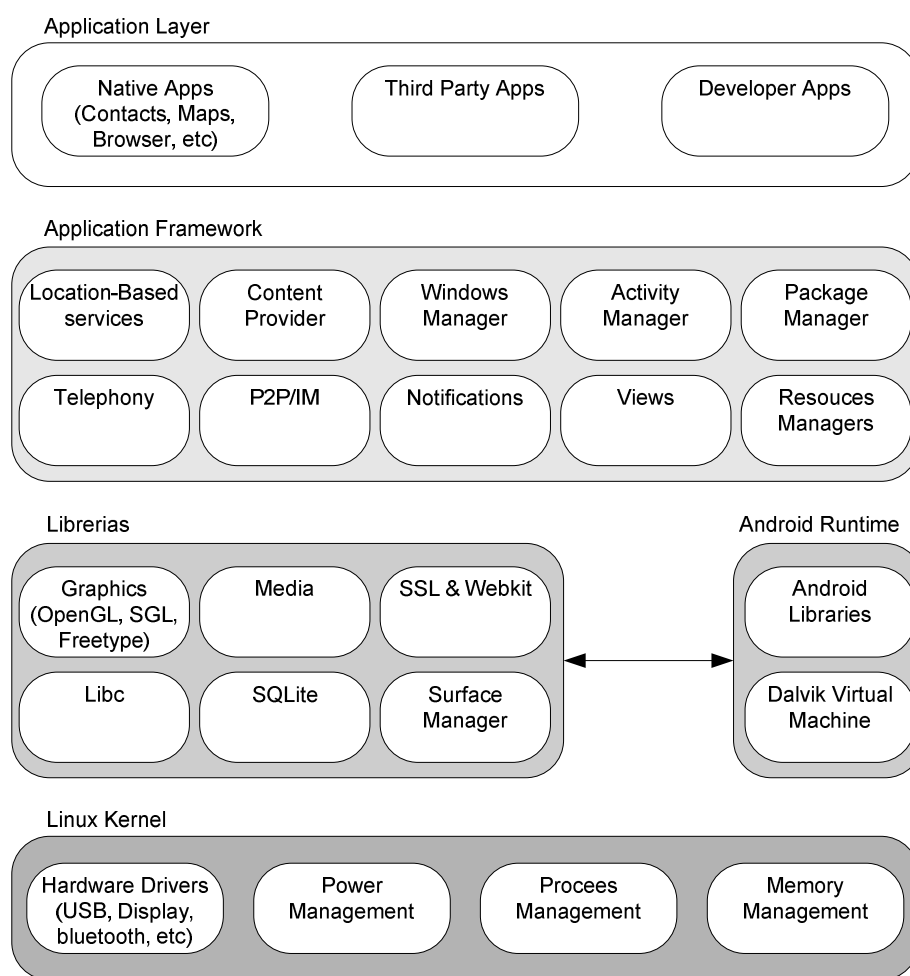 Application Layer
Native Apps
(Contacts, Maps,
Browser, etc)
Third Party Apps
Developer Apps
Application Framework
Location-Based
services
Content
Provider
Windows
Manager
Activity
Manager
Package
Manager
Telephony
P2P/IM
Notifications
Views
Resouces
Managers
Librerias
Graphics
(OpenGL, SGL,
Freetype)
Media
SSL & Webkit
Libc
SQLite
Surface
Manager
Android Runtime
Android
Libraries
Dalvik Virtual
Machine
Linux Kernel
Hardware Drivers
(USB, Display,
bluetooth, etc)
Power
Management
Procees
Management
Memory
Management